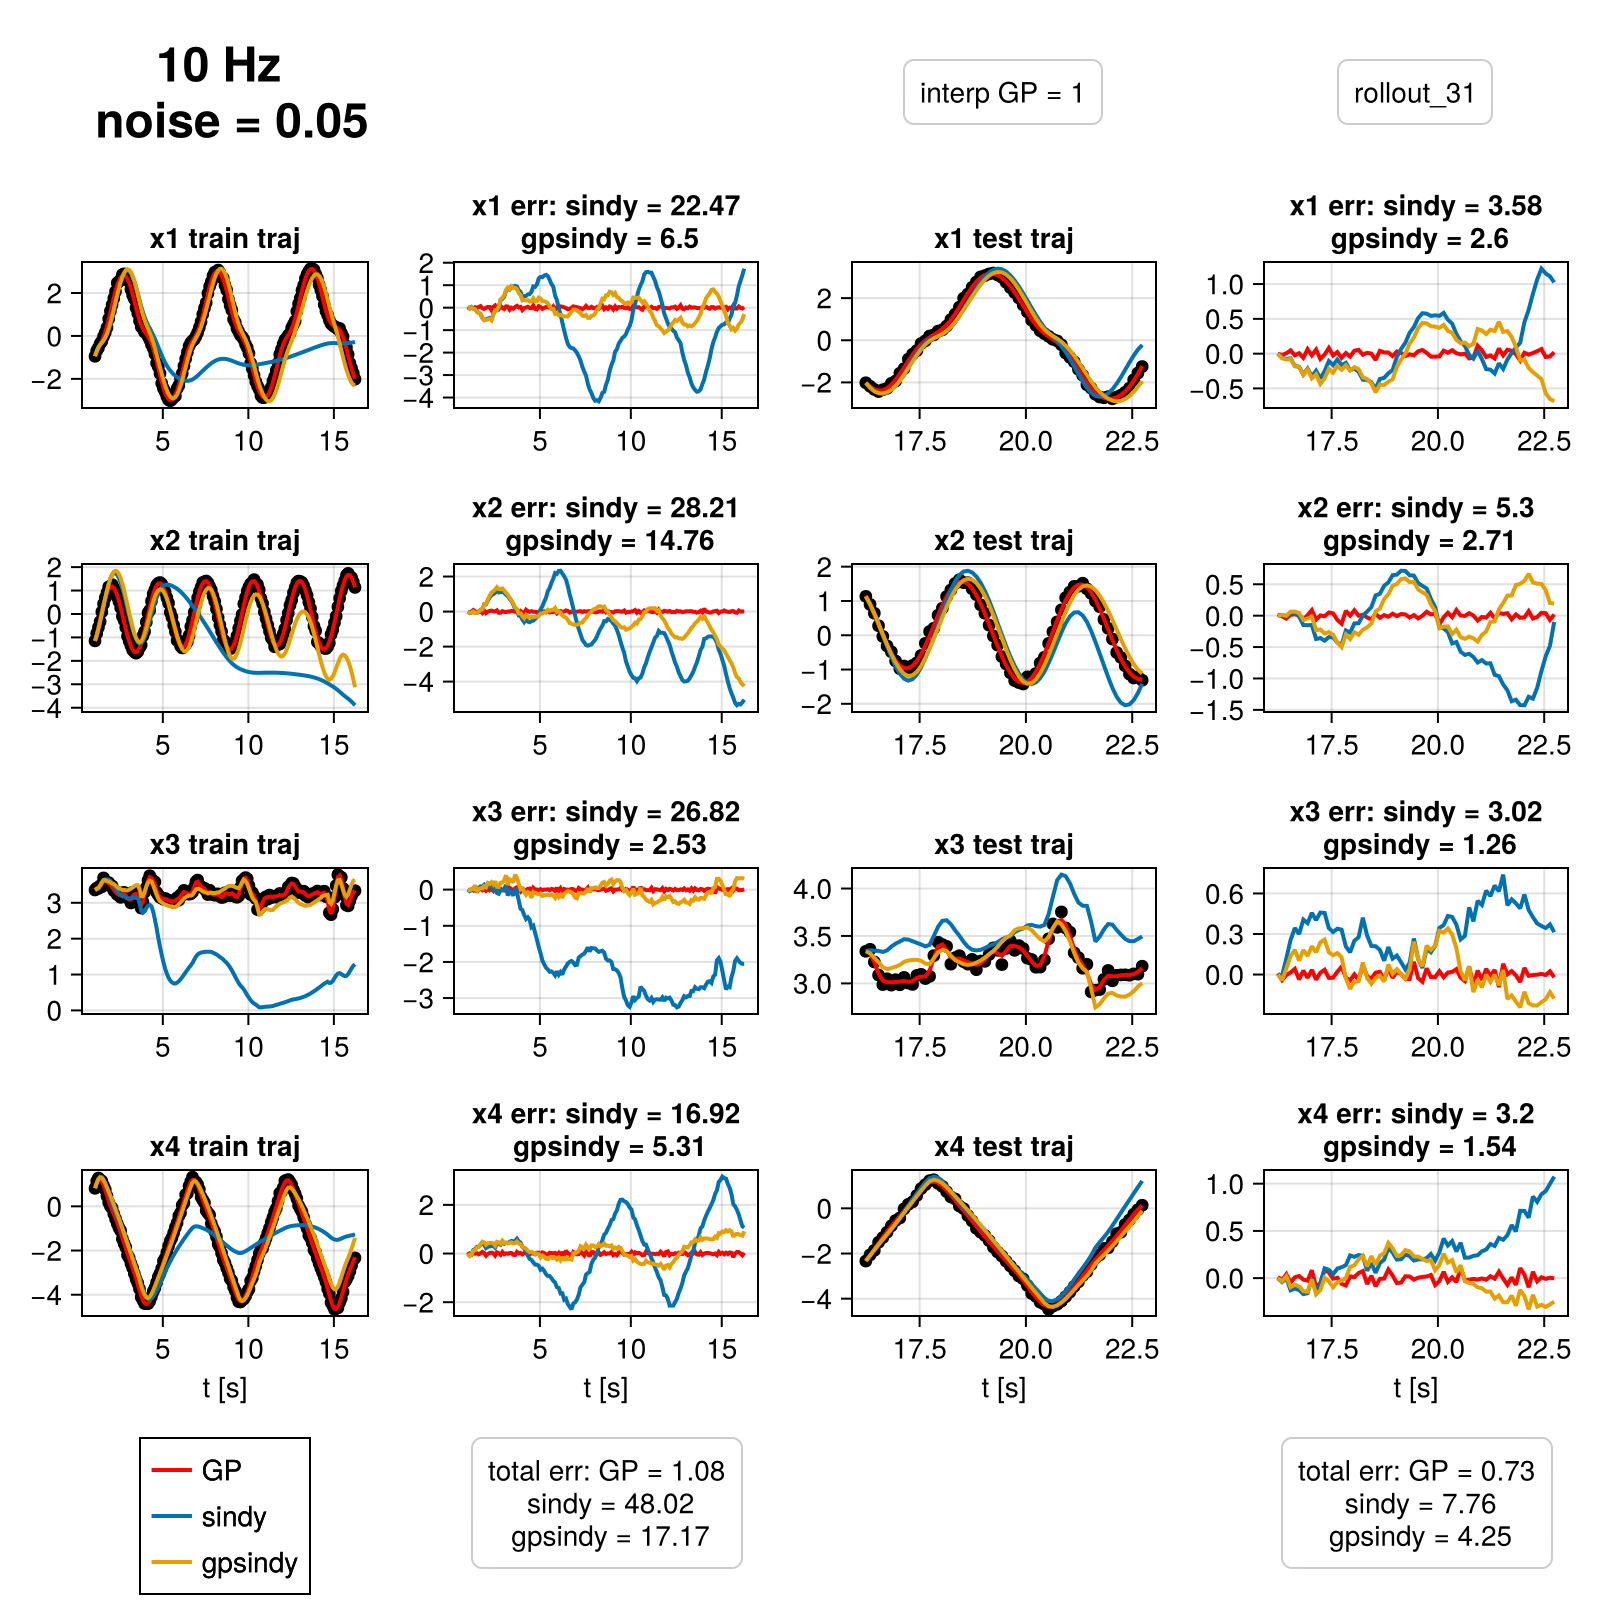 10 Hz
noise = 0.05
interp GP = 1
rollout_31
x1 train traj
2
0
−2
5 10 15
x1 err: sindy = 22.47
gpsindy = 6.5
2
1
0
−1
−2
−3
−4
5 10 15
x1 test traj
2
0
−2
17.5 20.0 22.5
x1 err: sindy = 3.58
gpsindy = 2.6
1.0
0.5
0.0
−0.5
17.5 20.0 22.5
x2 train traj
2
1
0
−1
−2
−3
−4
5 10 15
x2 err: sindy = 28.21
gpsindy = 14.76
2
0
−2
−4
5 10 15
x2 test traj
2
1
0
−1
−2
17.5 20.0 22.5
x2 err: sindy = 5.3
gpsindy = 2.71
0.5
0.0
−0.5
−1.0
−1.5
17.5 20.0 22.5
x3 train traj
3
2
1
0
5 10 15
x3 err: sindy = 26.82
gpsindy = 2.53
0
−1
−2
−3
5 10 15
x3 test traj
4.0
3.5
3.0
17.5 20.0 22.5
x3 err: sindy = 3.02
gpsindy = 1.26
0.6
0.3
0.0
17.5 20.0 22.5
x4 train traj
0
−2
−4
5 10 15
t [s]
x4 err: sindy = 16.92
gpsindy = 5.31
2
0
−2
5 10 15
t [s]
x4 test traj
0
−2
−4
17.5 20.0 22.5
t [s]
x4 err: sindy = 3.2
gpsindy = 1.54
1.0
0.5
0.0
17.5 20.0 22.5
t [s]
GP
sindy
gpsindy
total err: GP = 1.08
sindy = 48.02
gpsindy = 17.17
total err: GP = 0.73
sindy = 7.76
gpsindy = 4.25